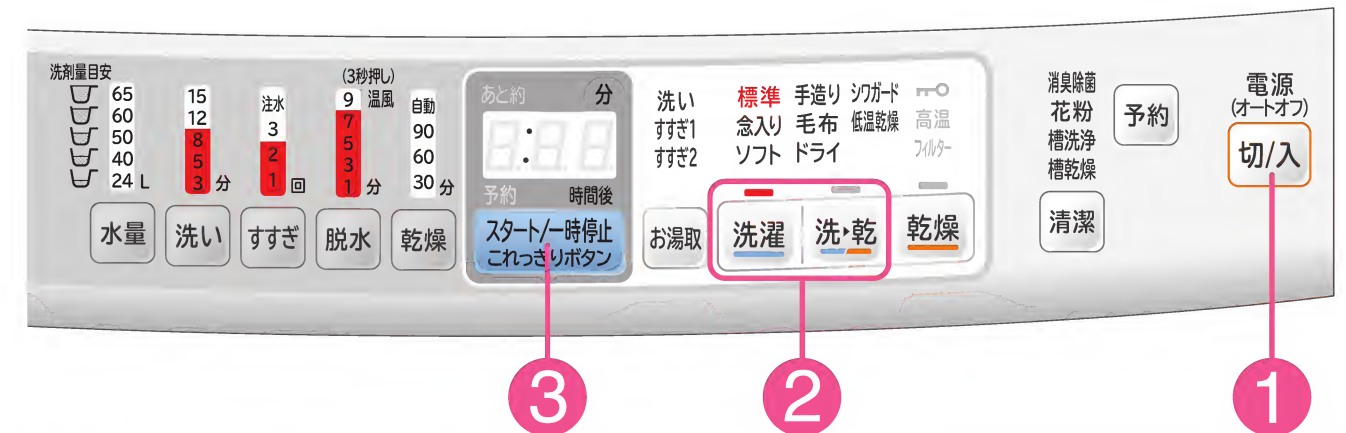 洗剤量目安
65
60
50
40
24 L
水量
15
12
8
5
3 分
洗い
注水
3
2
1 回
すすぎ
(3秒押し)
9 温風
7
5
3
1 分
脱水
自動
90
60
30 分
乾燥
あと約 分
8:88
予約 時間後
スタート/一時停止
これっきりボタン
洗い
すすぎ1
すすぎ2
お湯取
標準 手造り シワガード
念入り 毛布 低温乾燥 高温
ソフト ドライ フィルター
洗濯 洗▸乾 乾燥
消臭除菌
花粉
槽洗浄
槽乾燥
清潔
予約
電源
(オートオフ)
切/入
3
2
1